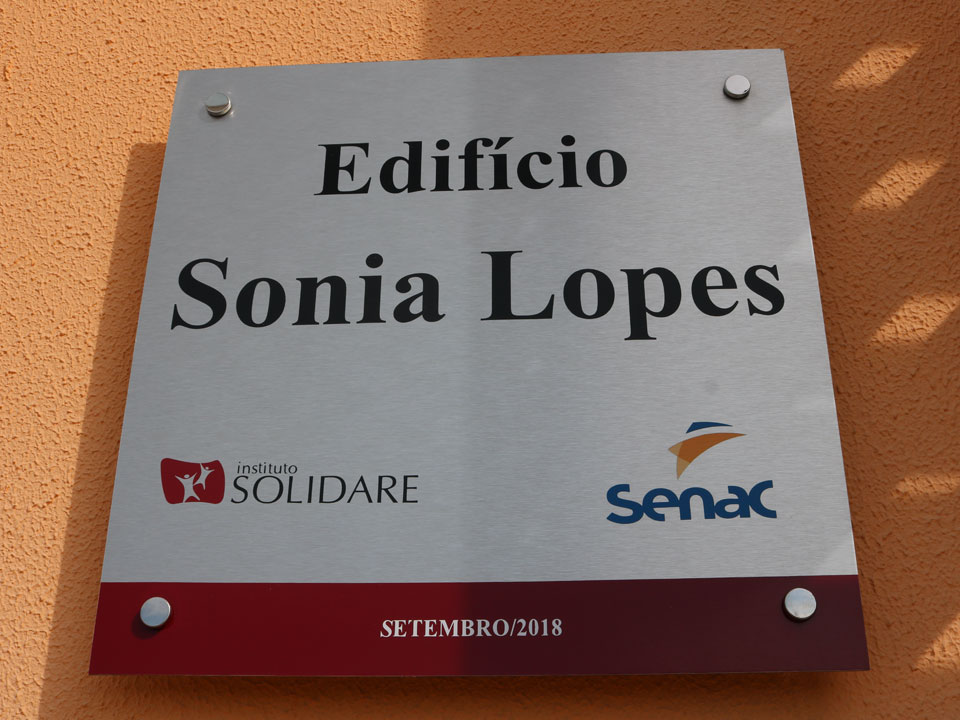 Edifício
Sonia Lopes
instituto
SOLIDARE
senac
SETEMBRO/2018